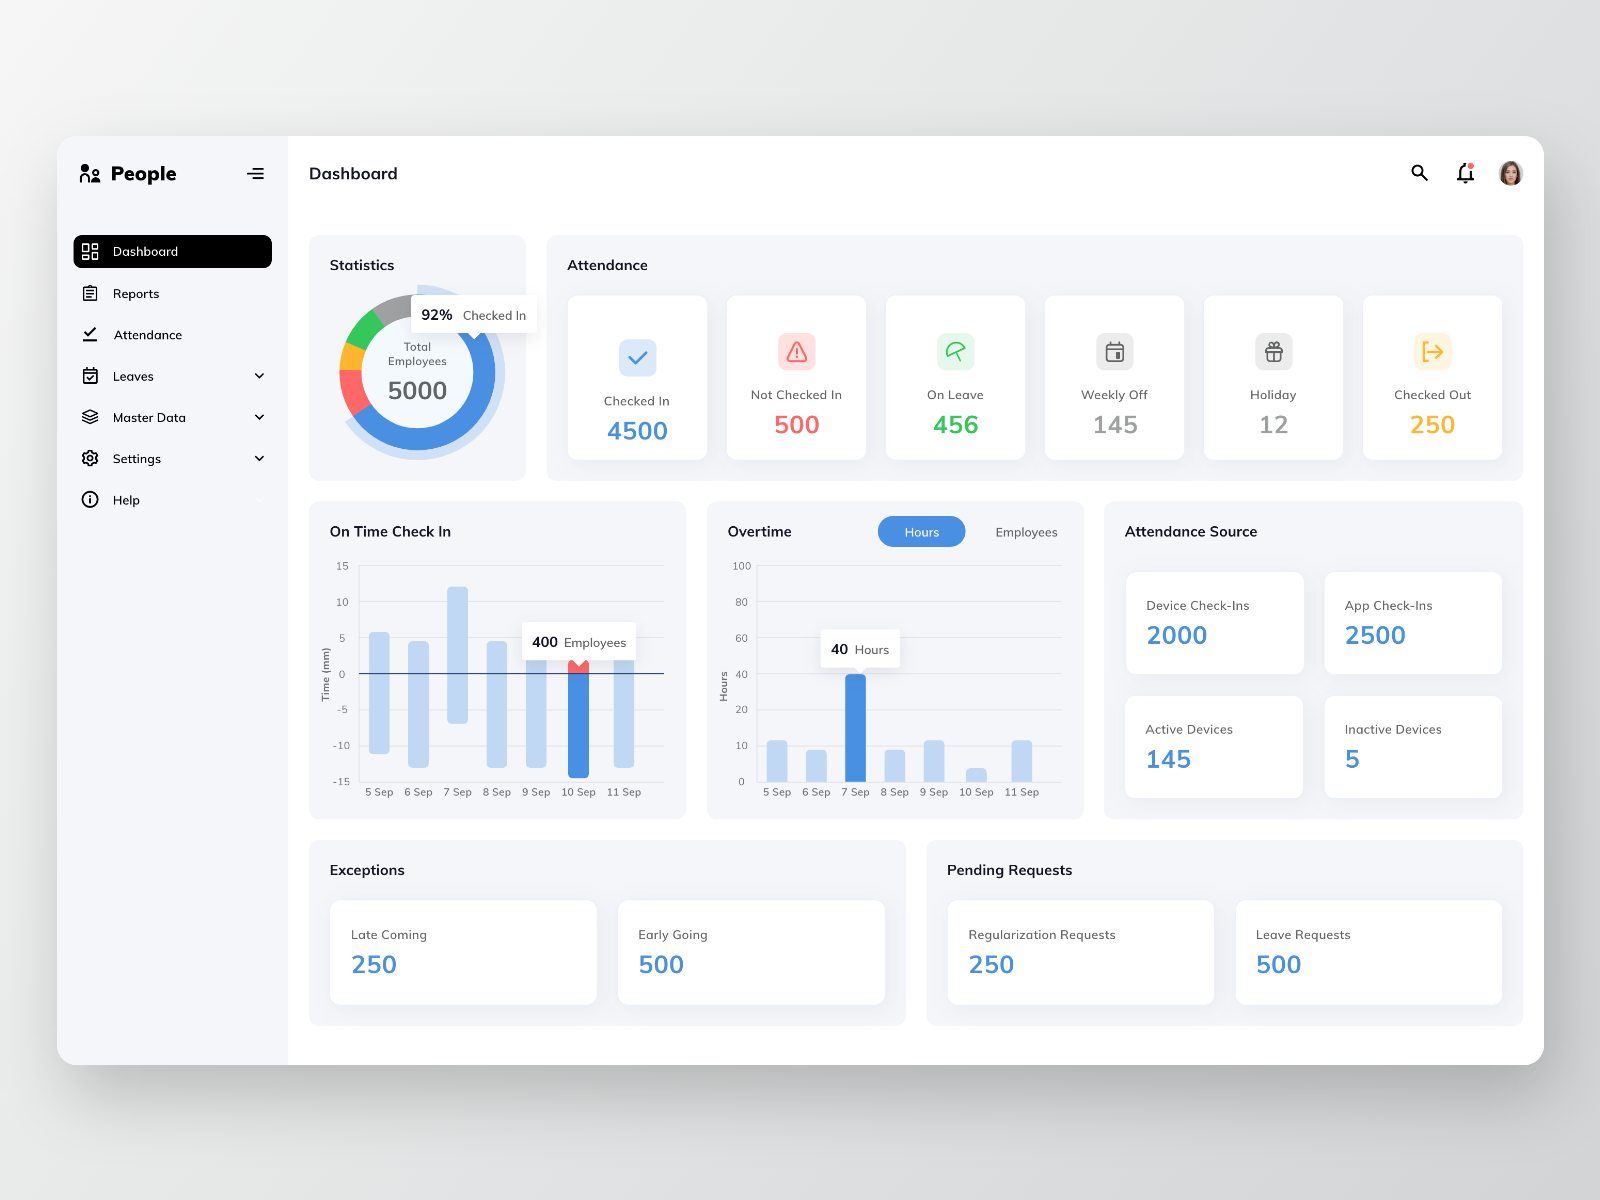 People
Dashboard
Dashboard
Reports
Attendance
Leaves
Master Data
Settings
Help
Statistics
92% Checked In
Total
Employees
5000
Attendance
Checked In
4500
Not Checked In
500
On Leave
456
Weekly Off
145
Holiday
12
Checked Out
250
On Time Check In
Time (mm)
15
10
5
0
-5
-10
-15
400 Employees
5 Sep 6 Sep 7 Sep 8 Sep 9 Sep 10 Sep 11 Sep
Overtime
Hours
Employees
Hours
100
80
60
40
20
10
0
40 Hours
5 Sep 6 Sep 7 Sep 8 Sep 9 Sep 10 Sep 11 Sep
Attendance Source
Device Check-Ins
2000
App Check-Ins
2500
Active Devices
145
Inactive Devices
5
Exceptions
Late Coming
250
Early Going
500
Pending Requests
Regularization Requests
250
Leave Requests
500